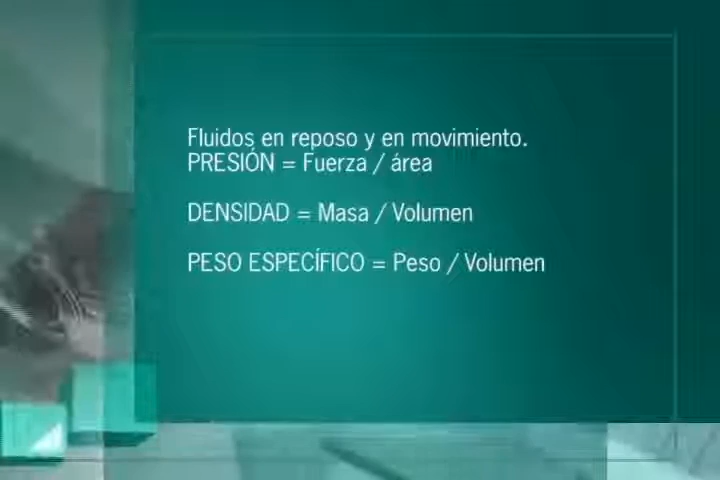 Fluidos en reposo y en movimiento.
PRESIÓN = Fuerza / área
DENSIDAD = Masa / Volumen
PESO ESPECÍFICO = Peso / Volumen